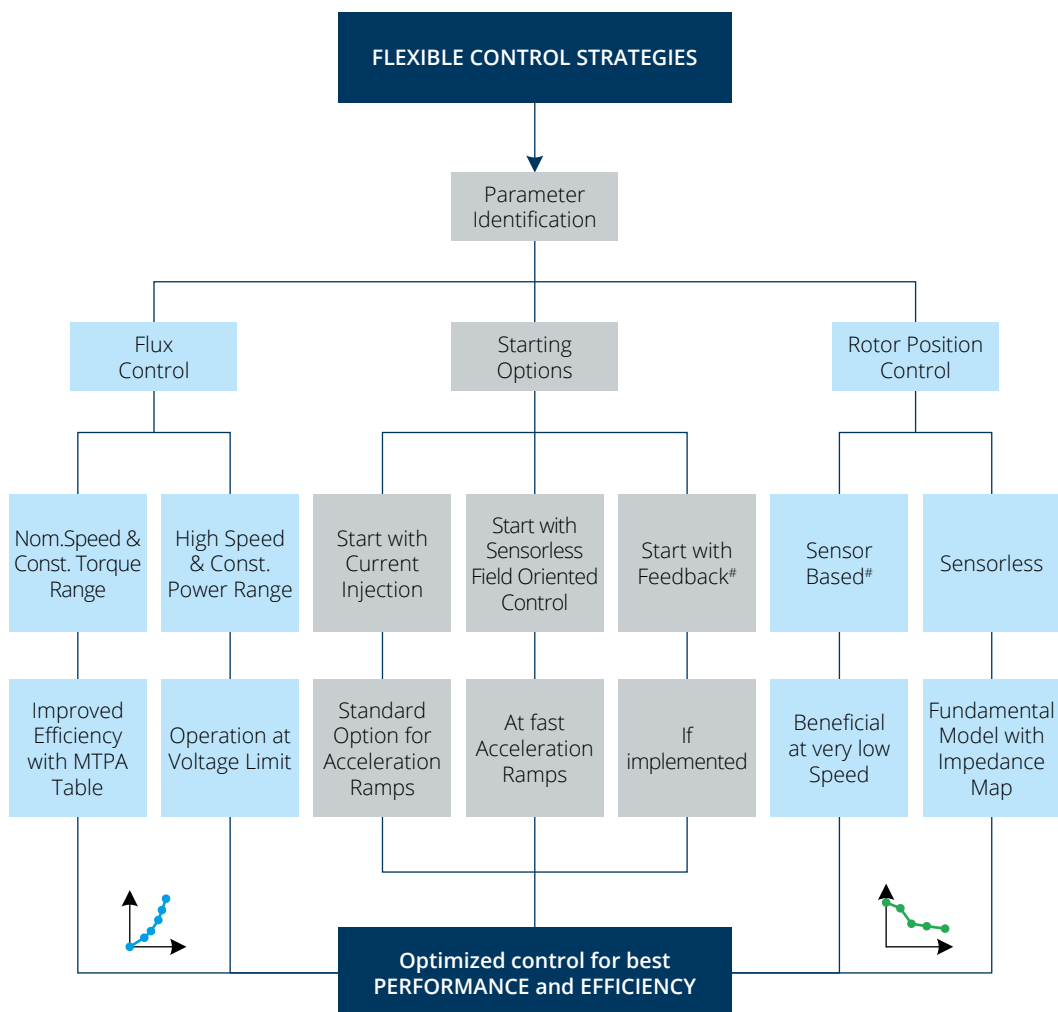 FLEXIBLE CONTROL STRATEGIES
Parameter
Identification
Flux
Control
Starting
Options
Rotor Position
Control
Nom.Speed &
Const. Torque
Range
High Speed
& Const.
Power Range
Start with
Current
Injection
Start with
Sensorless
Field Oriented
Control
Start with
Feedback#
Sensor
Based#
Sensorless
Improved
Efficiency
with MTPA
Table
Operation at
Voltage Limit
Standard
Option for
Acceleration
Ramps
At fast
Acceleration
Ramps
If
implemented
Beneficial
at very low
Speed
Fundamental
Model with
Impedance
Map
Optimized control for best
PERFORMANCE and EFFICIENCY